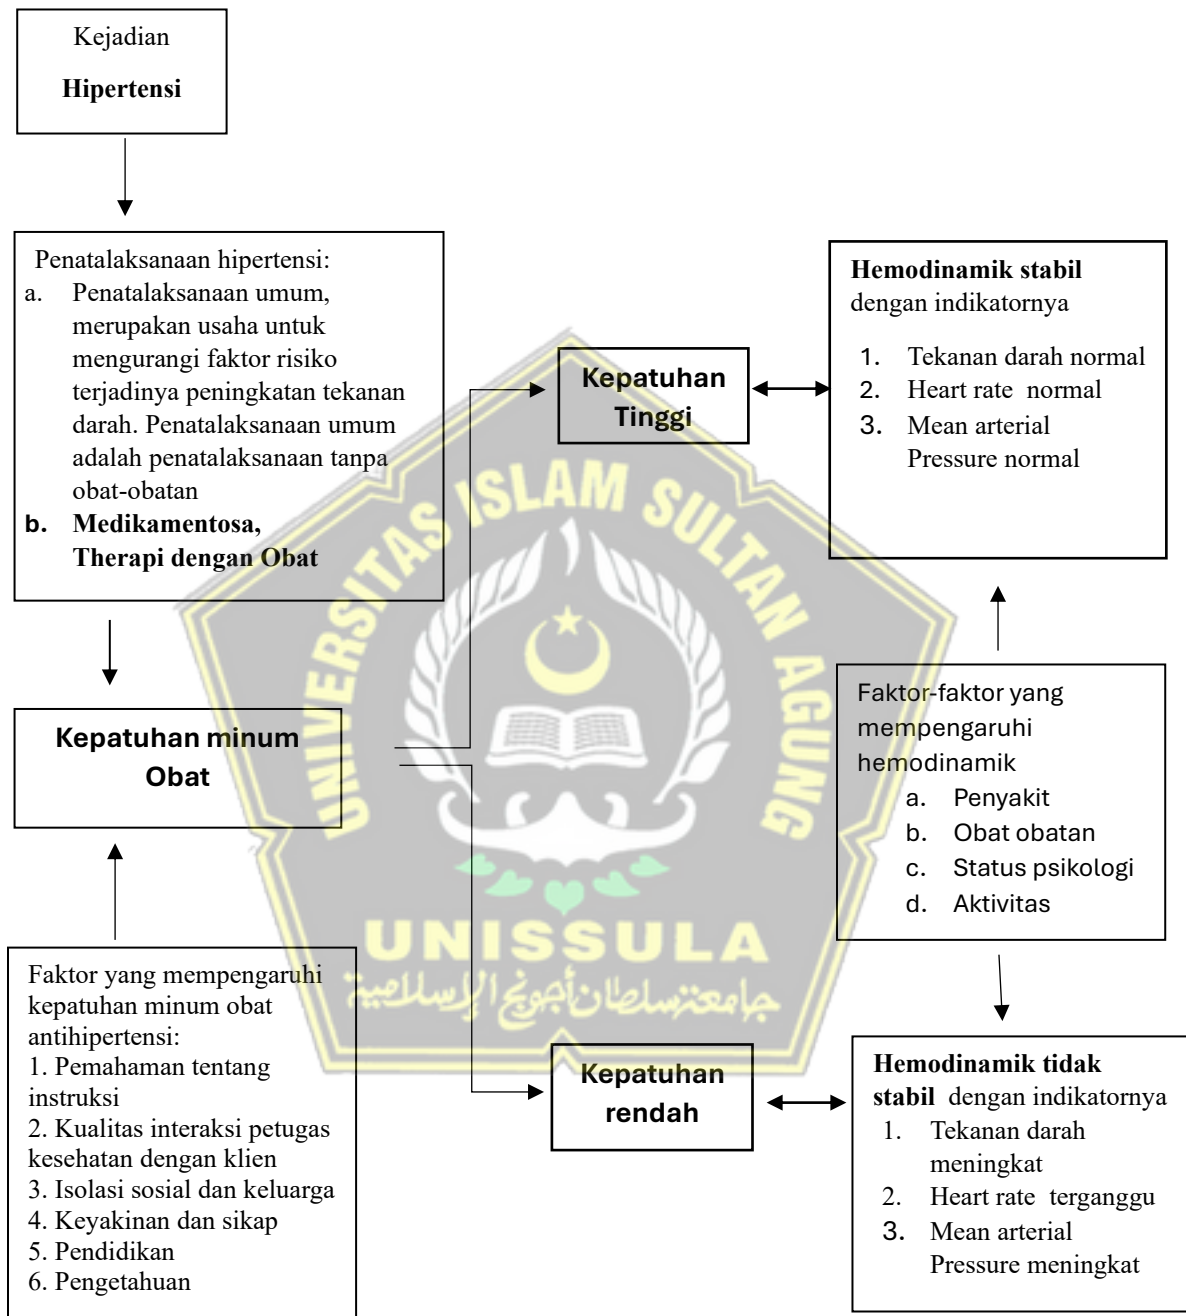 Kejadian
Hipertensi
Penatalaksanaan hipertensi:
a. Penatalaksanaan umum,
merupakan usaha untuk
mengurangi faktor risiko
terjadinya peningkatan tekanan
darah. Penatalaksanaan umum
adalah penatalaksanaan tanpa
obat-obatan
b. Medikamentosa,
Therapi dengan Obat
Kepatuhan minum
Obat
Faktor yang mempengaruhi
kepatuhan minum obat
antihipertensi:
1. Pemahaman tentang
instruksi
2. Kualitas interaksi petugas
kesehatan dengan klien
3. Isolasi sosial dan keluarga
4. Keyakinan dan sikap
5. Pendidikan
6. Pengetahuan
Kepatuhan
Tinggi
Kepatuhan
rendah
Hemodinamik stabil
dengan indikatornya
1. Tekanan darah normal
2. Heart rate normal
3. Mean arterial
Pressure normal
Faktor-faktor yang
mempengaruhi
hemodinamik
a. Penyakit
b. Obat obatan
c. Status psikologi
d. Aktivitas
Hemodinamik tidak
stabil dengan indikatornya
1. Tekanan darah
meningkat
2. Heart rate terganggu
3. Mean arterial
Pressure meningkat
UNIVERSITAS ISLAM SULTAN AGUNG
UNISSULA
جامعتنسلطان أجونج الإسلامية